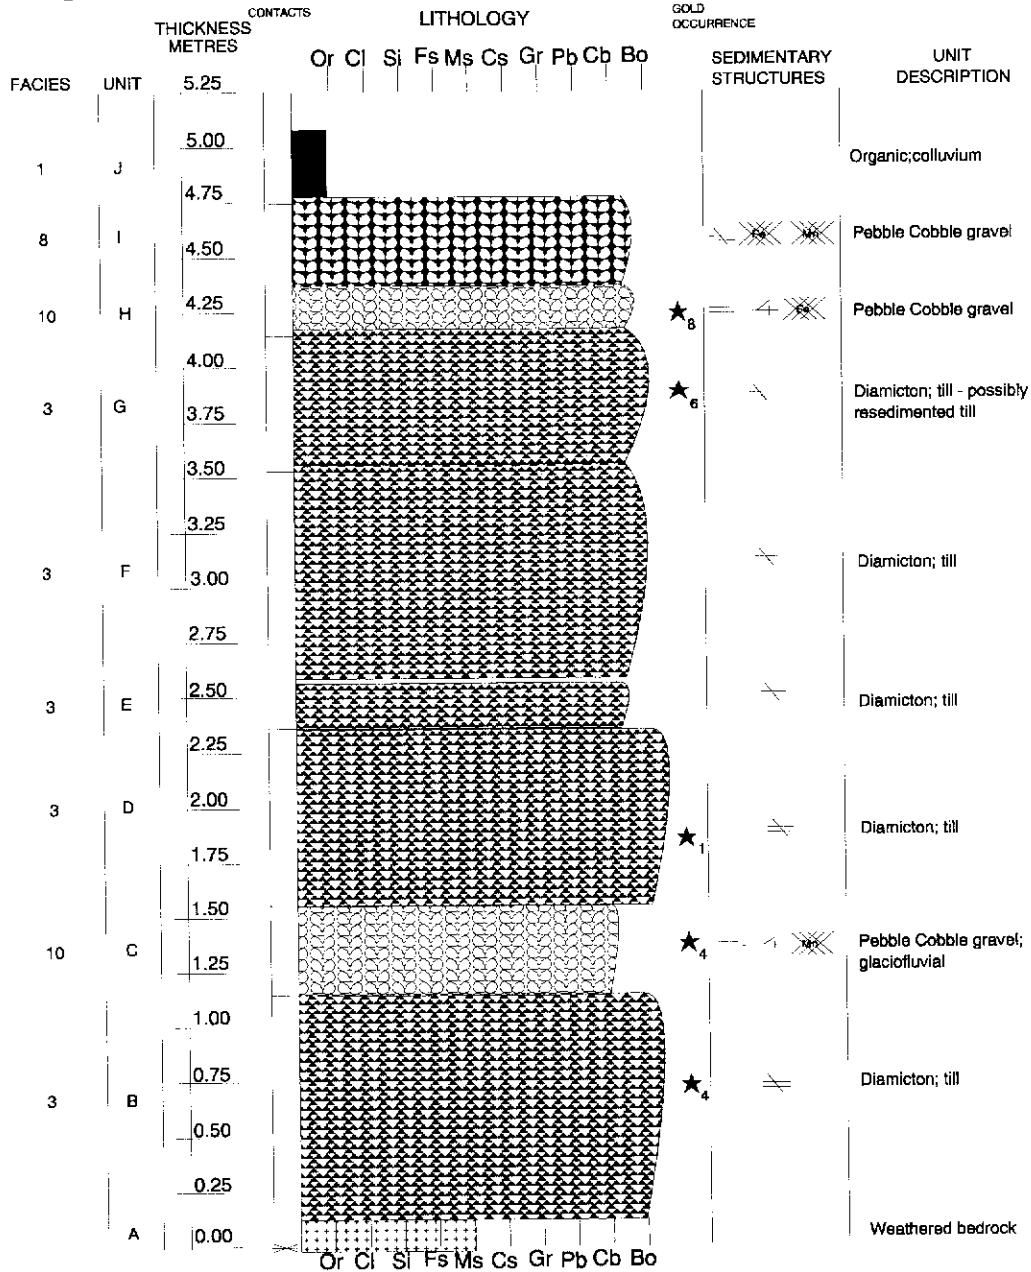 CONTACTS
LITHOLOGY
GOLD
OCCURRENCE
THICKNESS
METRES
Or Cl Si Fs Ms Cs Gr Pb Cb Bo
SEDIMENTARY
STRUCTURES
UNIT
DESCRIPTION
FACIES UNIT 5.25
5.00
1 J Organic;colluvium
4.75
8 I Fe Mn Pebble Cobble gravel
4.50
4.25
10 H ★8 Fe Pebble Cobble gravel
4.00
★6 Diamicton; till - possibly
3 G resedimented till
3.75
3.50
3.25
3 F Diamicton; till
3.00
2.75
2.50
3 E Diamicton; till
2.25
2.00
3 D Diamicton; till
★1
1.75
1.50
★4 Mn Pebble Cobble gravel;
10 C glaciofluvial
1.25
1.00
0.75 ★4 Diamicton; till
3 B
0.50
0.25
A 0.00 Weathered bedrock
Or Cl Si Fs Ms Cs Gr Pb Cb Bo